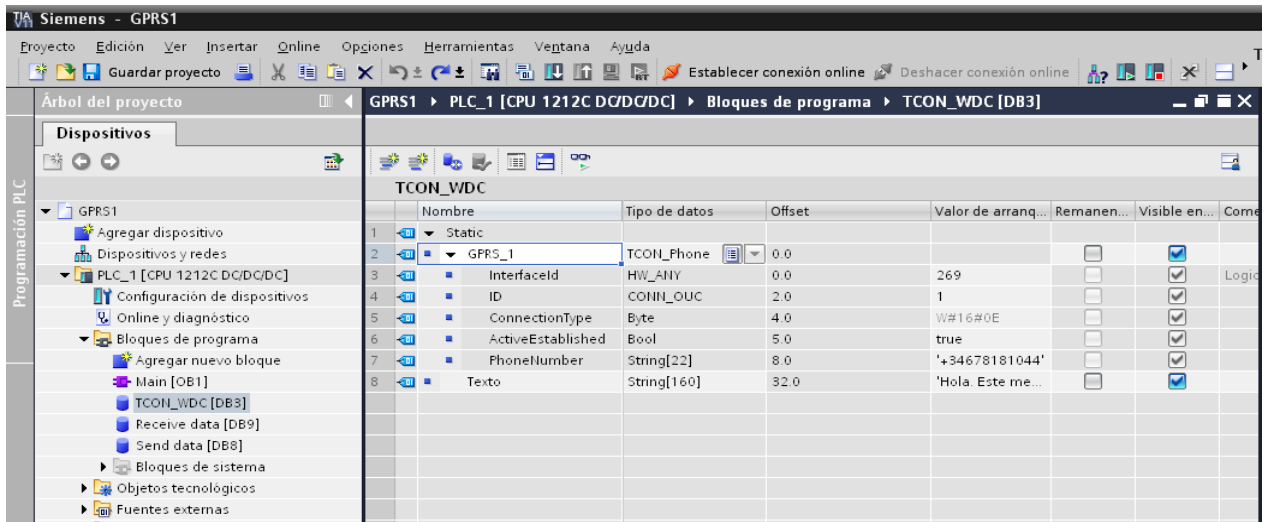 Siemens - GPRS1
Proyecto Edición Ver Insertar Online Opciones Herramientas Ventana Ayuda
Guardar proyecto Establecer conexión online Deshacer conexión online
Árbol del proyecto
GPRS1 PLC_1 [CPU 1212C DC/DC/DC] Bloques de programa TCON_WDC [DB3]
Dispositivos
Programación PLC
TCON_WDC
Nombre Tipo de datos Offset Valor de arranq... Remanen... Visible en... Come
1 Static
2 GPRS_1 TCON_Phone 0.0
3 InterfaceId HW_ANY 0.0 269 Logic
4 ID CONN_OUC 2.0 1
5 ConnectionType Byte 4.0 W#16#0E
6 ActiveEstablished Bool 5.0 true
7 PhoneNumber String[22] 8.0 '+34678181044'
8 Texto String[160] 32.0 'Hola. Este me...
GPRS1
Agregar dispositivo
Dispositivos y redes
PLC_1 [CPU 1212C DC/DC/DC]
Configuración de dispositivos
Online y diagnóstico
Bloques de programa
Agregar nuevo bloque
Main [OB1]
TCON_WDC [DB3]
Receive data [DB9]
Send data [DB8]
Bloques de sistema
Objetos tecnológicos
Fuentes externas